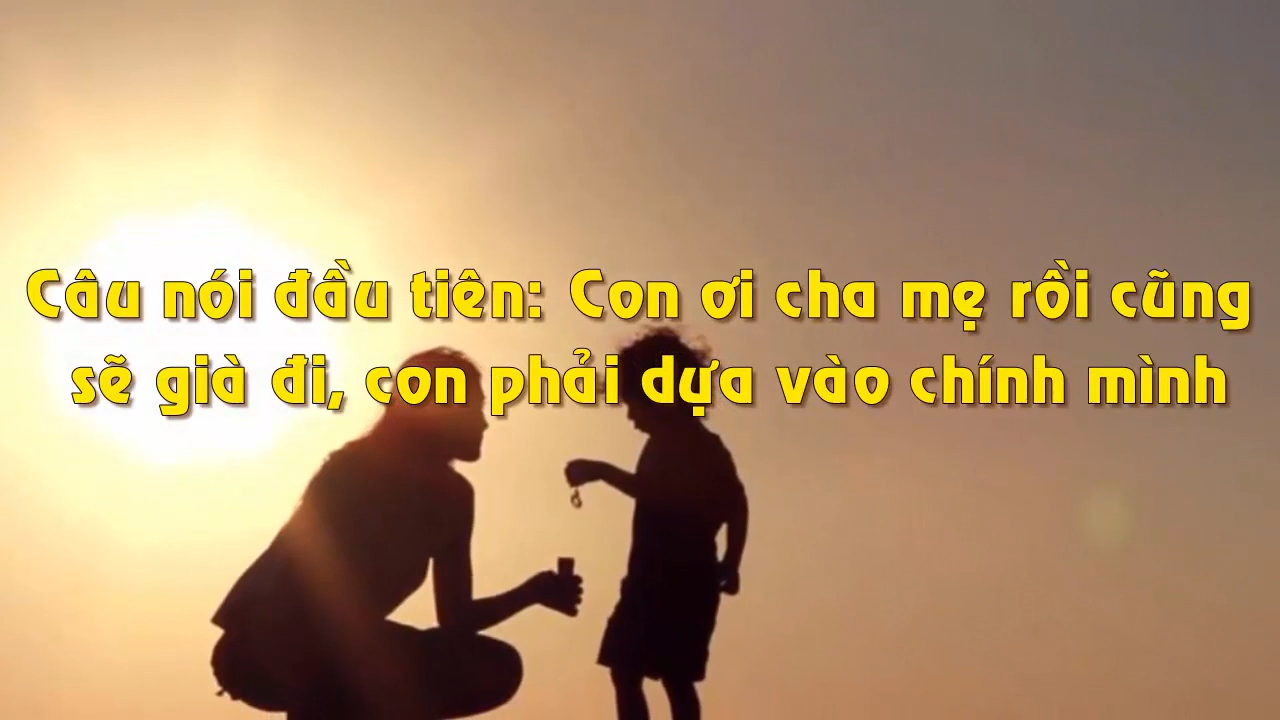 Câu nói đầu tiên: Con ơi cha mẹ rồi cũng
sẽ già đi, con phải dựa vào chính mình